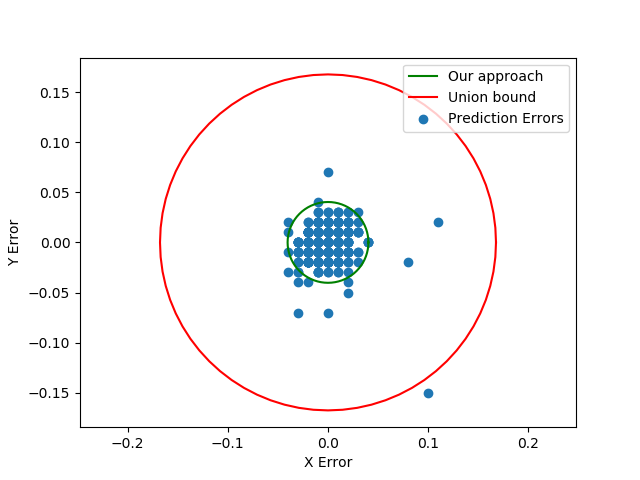 Our approach
Union bound
Prediction Errors
0.15
0.10
0.05
0.00
−0.05
−0.10
−0.15
Y Error
−0.2
−0.1
0.0
0.1
0.2
X Error